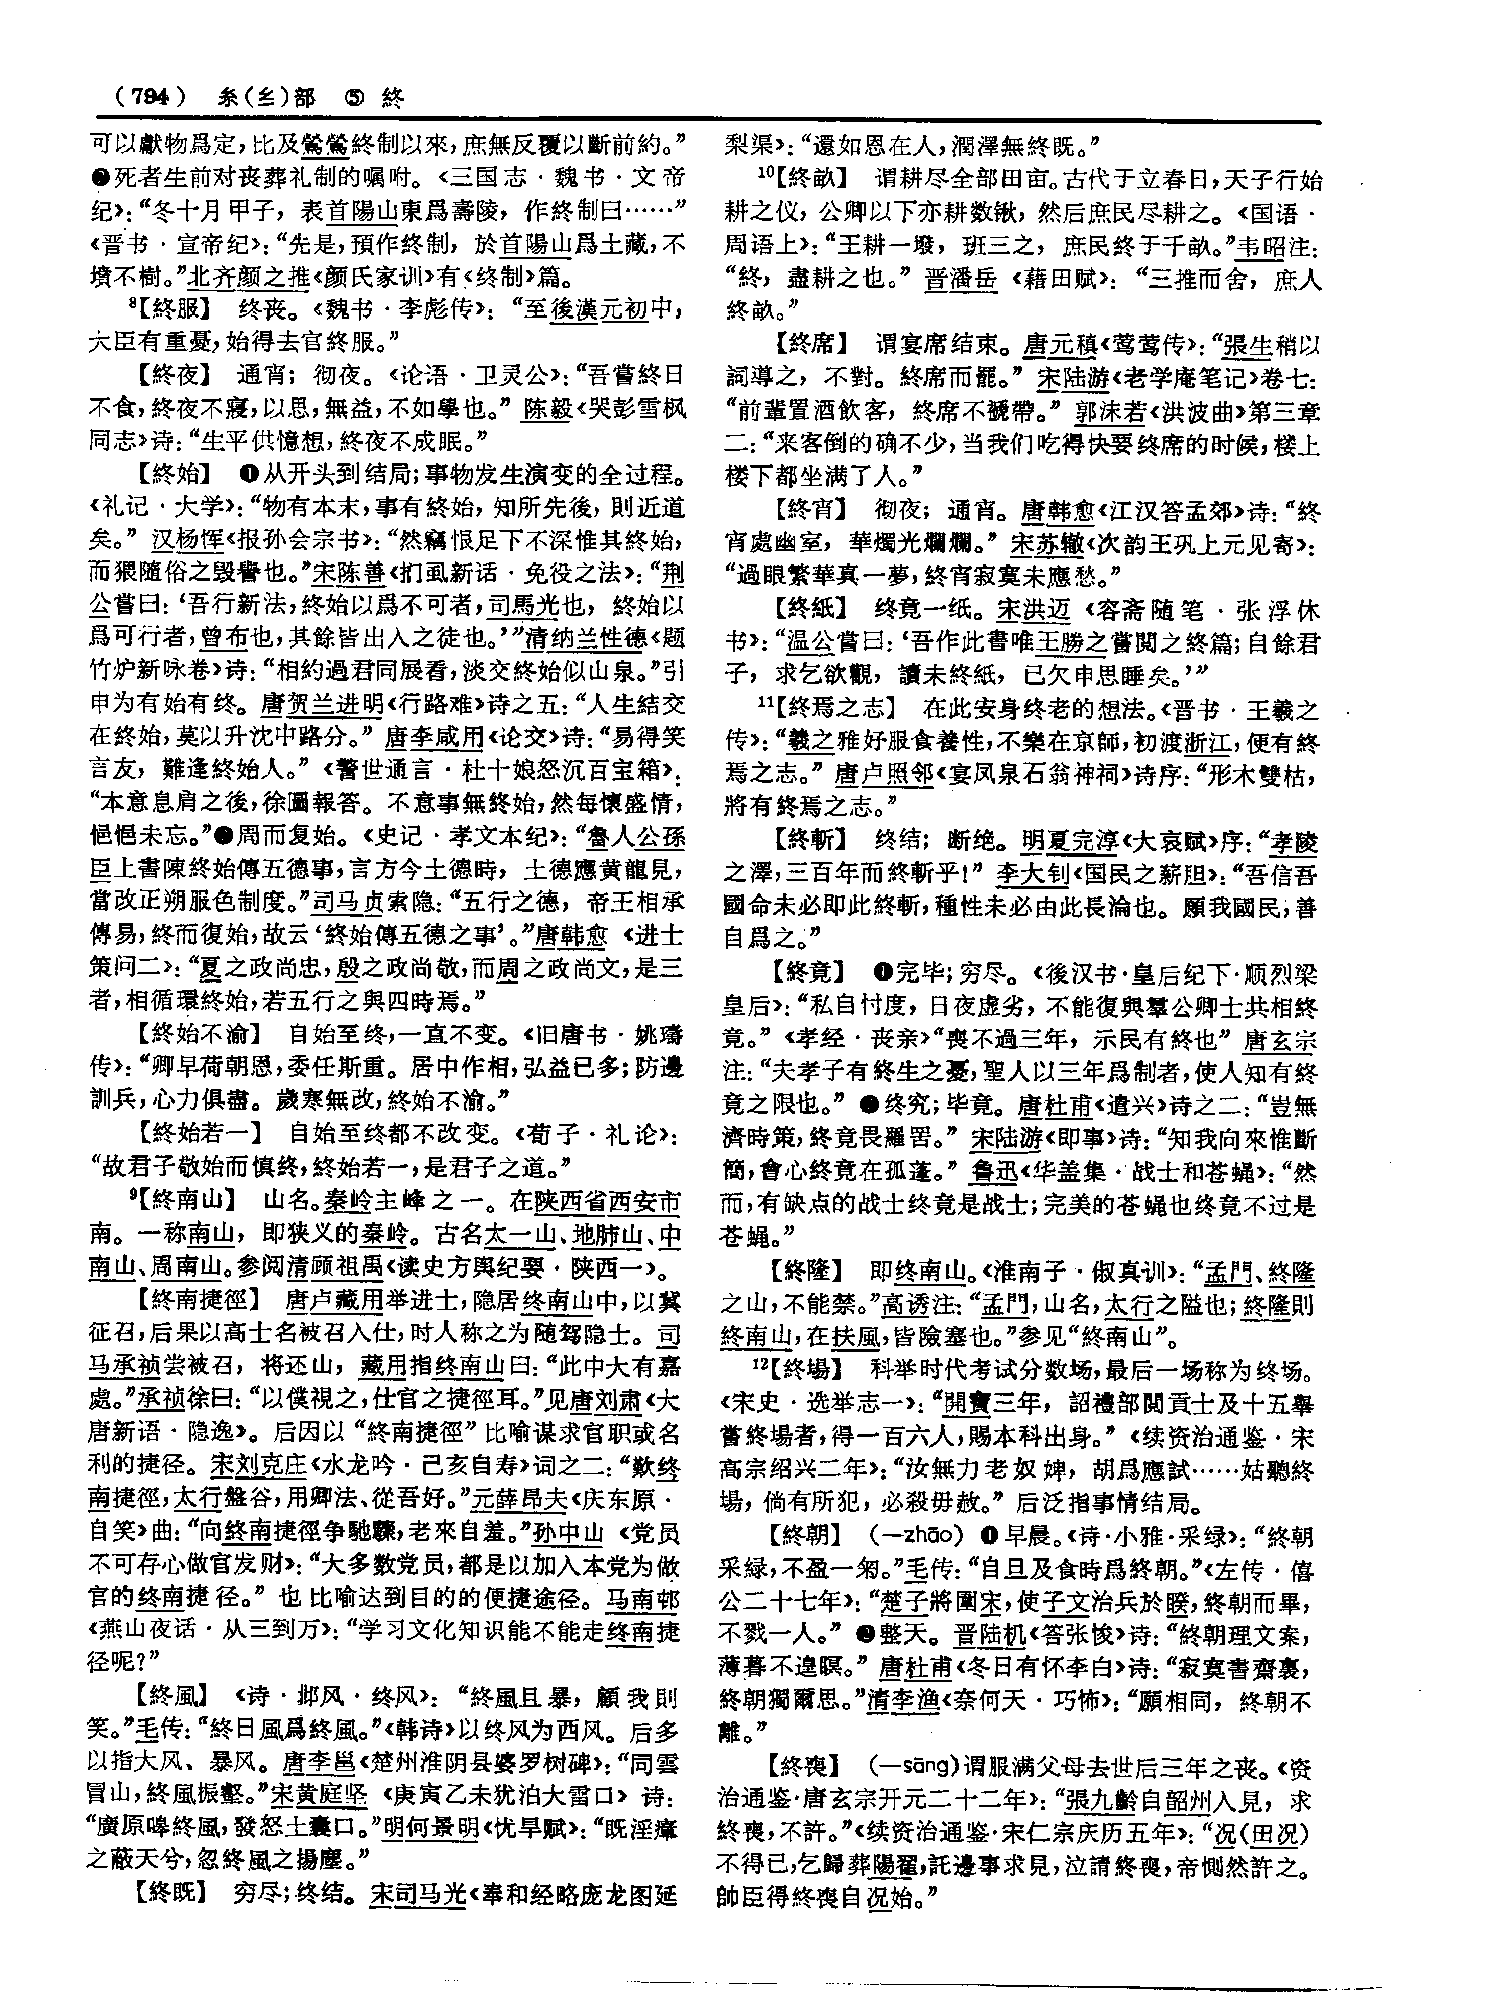 （794） 糸(纟)部 ⑤ 終
可以獻物爲定，比及鶯鶯終制以來，庶無反覆以斷前約。”
❷死者生前对丧葬礼制的嘱咐。《三国志·魏书·文帝
纪》：“冬十月甲子，表首陽山東爲壽陵，作終制曰……”
《晋书·宣帝纪》：“先是，預作終制，於首陽山爲土藏，不
墳不樹。”北齐颜之推《颜氏家训》有《终制》篇。
⁸【終服】 终丧。《魏书·李彪传》：“至後漢元初中，
大臣有重憂，始得去官終服。”
【終夜】 通宵；彻夜。《论语·卫灵公》：“吾嘗終日
不食，終夜不寢，以思，無益，不如學也。”陈毅《哭彭雪枫
同志》诗：“生平供憶想，終夜不成眠。”
【終始】 ❶从开头到结局；事物发生演变的全过程。
《礼记·大学》：“物有本末，事有終始，知所先後，則近道
矣。”汉杨恽《报孙会宗书》：“然竊恨足下不深惟其終始，
而猥隨俗之毁譽也。”宋陈善《扪虱新话·免役之法》：“荆
公嘗曰：‘吾行新法，終始以爲不可者，司馬光也，終始以
爲可行者，曾布也，其餘皆出入之徒也。’”清纳兰性德《题
竹炉新咏卷》诗：“相約過君同展看，淡交終始似山泉。”引
申为有始有终。唐贺兰进明《行路难》诗之五：“人生結交
在終始，莫以升沈中路分。”唐李咸用《论交》诗：“易得笑
言友，難逢終始人。”《警世通言·杜十娘怒沉百宝箱》：
“本意息肩之後，徐圖報答。不意事無終始，然每懷盛情，
悒悒未忘。”❷周而复始。《史记·孝文本纪》：“魯人公孫
臣上書陳終始傳五德事，言方今土德時，土德應黄龍見，
當改正朔服色制度。”司马贞索隐：“五行之德，帝王相承
傳易，終而復始，故云‘終始傳五德之事’。”唐韩愈《进士
策问二》：“夏之政尚忠，殷之政尚敬，而周之政尚文，是三
者，相循環終始，若五行之與四時焉。”
【終始不渝】 自始至终，一直不变。《旧唐书·姚璹
传》：“卿早荷朝恩，委任斯重。居中作相，弘益已多；防邊
訓兵，心力俱盡。歲寒無改，終始不渝。”
【終始若一】 自始至终都不改变。《荀子·礼论》：
“故君子敬始而慎終，終始若一，是君子之道。”
⁹【終南山】 山名。秦岭主峰之一。在陕西省西安市
南。一称南山，即狭义的秦岭。古名太一山、地肺山、中
南山、周南山。参阅清顾祖禹《读史方舆纪要·陕西一》。
【終南捷徑】 唐卢藏用举进士，隐居终南山中，以冀
征召，后果以高士名被召入仕，时人称之为随驾隐士。司
马承祯尝被召，将还山，藏用指终南山曰：“此中大有嘉
處。”承祯徐曰：“以僕視之，仕官之捷徑耳。”见唐刘肃《大
唐新语·隐逸》。后因以“終南捷徑”比喻谋求官职或名
利的捷径。宋刘克庄《水龙吟·己亥自寿》词之二：“歎终
南捷徑，太行盤谷，用卿法、從吾好。”元薛昂夫《庆东原·
自笑》曲：“向終南捷徑争馳驟，老來自羞。”孙中山《党员
不可存心做官发财》：“大多数党员，都是以加入本党为做
官的终南捷径。”也比喻达到目的的便捷途径。马南邨
《燕山夜话·从三到万》：“学习文化知识能不能走终南捷
径呢？”
【終風】 《诗·邶风·终风》：“終風且暴，顧我則
笑。”毛传：“終日風爲終風。”《韩诗》以终风为西风。后多
以指大风、暴风。唐李邕《楚州淮阴县婆罗树碑》：“同雲
冒山，終風振壑。”宋黄庭坚《庚寅乙未犹泊大雷口》诗：
“廣原嗥終風，發怒土囊口。”明何景明《忧旱赋》：“既淫癉
之蔽天兮，忽終風之揚塵。”
【終既】 穷尽；终结。宋司马光《奉和经略庞龙图延
梨渠》：“還如恩在人，潤澤無終既。”
¹⁰【終畝】 谓耕尽全部田亩。古代于立春日，天子行始
耕之仪，公卿以下亦耕数锹，然后庶民尽耕之。《国语·
周语上》：“王耕一墢，班三之，庶民終于千畝。”韦昭注：
“終，盡耕之也。”晋潘岳《藉田赋》：“三推而舍，庶人
終畝。”
【終席】 谓宴席结束。唐元稹《莺莺传》：“張生稍以
詞導之，不對。終席而罷。”宋陆游《老学庵笔记》卷七：
“前輩置酒飲客，終席不褫帶。”郭沫若《洪波曲》第三章
二：“来客倒的确不少，当我们吃得快要终席的时候，楼上
楼下都坐满了人。”
【終宵】 彻夜；通宵。唐韩愈《江汉答孟郊》诗：“終
宵處幽室，華燭光爛爛。”宋苏辙《次韵王巩上元见寄》：
“過眼繁華真一夢，終宵寂寞未應愁。”
【終紙】 终竟一纸。宋洪迈《容斋随笔·张浮休
书》：“温公嘗曰：‘吾作此書唯王勝之嘗閲之終篇；自餘君
子，求乞欲觀，讀未終紙，已欠申思睡矣。’”
¹¹【終焉之志】 在此安身终老的想法。《晋书·王羲之
传》：“羲之雅好服食養性，不樂在京師，初渡浙江，便有終
焉之志。”唐卢照邻《宴凤泉石翁神祠》诗序：“形木雙枯，
將有終焉之志。”
【終斬】 终结；断绝。明夏完淳《大哀赋》序：“孝陵
之澤，三百年而終斬乎！”李大钊《国民之薪胆》：“吾信吾
國命未必即此終斬，種性未必由此長淪也。願我國民，善
自爲之。”
【終竟】 ❶完毕；穷尽。《後汉书·皇后纪下·顺烈梁
皇后》：“私自忖度，日夜虚劣，不能復與羣公卿士共相終
竟。”《孝经·丧亲》“喪不過三年，示民有終也”唐玄宗
注：“夫孝子有終生之憂，聖人以三年爲制者，使人知有終
竟之限也。”❷终究；毕竟。唐杜甫《遣兴》诗之二：“豈無
濟時策，終竟畏羅罟。”宋陆游《即事》诗：“知我向來惟斷
簡，會心終竟在孤蓬。”鲁迅《华盖集·战士和苍蝇》：“然
而，有缺点的战士终竟是战士；完美的苍蝇也终竟不过是
苍蝇。”
【終隆】 即终南山。《淮南子·俶真训》：“孟門、終隆
之山，不能禁。”高诱注：“孟門，山名，太行之隘也；終隆則
終南山，在扶風，皆險塞也。”参见“終南山”。
¹²【終場】 科举时代考试分数场，最后一场称为终场。
《宋史·选举志一》：“開寶三年，詔禮部閲貢士及十五舉
嘗終場者，得一百六人，賜本科出身。”《续资治通鉴·宋
高宗绍兴二年》：“汝無力老奴婢，胡爲應試……姑聽終
場，倘有所犯，必殺毋赦。”后泛指事情结局。
【終朝】 （—zhāo）❶早晨。《诗·小雅·采绿》：“終朝
采緑，不盈一匊。”毛传：“自旦及食時爲終朝。”《左传·僖
公二十七年》：“楚子將圍宋，使子文治兵於睽，終朝而畢，
不戮一人。”❷整天。晋陆机《答张悛》诗：“終朝理文案，
薄暮不遑瞑。”唐杜甫《冬日有怀李白》诗：“寂寞書齋裏，
終朝獨爾思。”清李渔《奈何天·巧怖》：“願相同，終朝不
離。”
【終喪】 （—sāng）谓服满父母去世后三年之丧。《资
治通鉴·唐玄宗开元二十二年》：“張九齡自韶州入見，求
終喪，不許。”《续资治通鉴·宋仁宗庆历五年》：“况（田况）
不得已，乞歸葬陽翟，託邊事求見，泣請終喪，帝惻然許之。
帥臣得終喪自况始。”